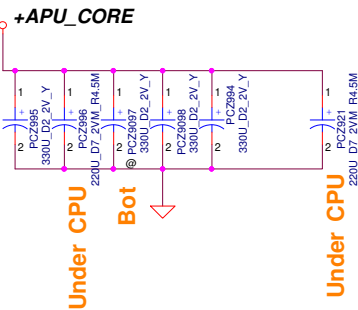 +APU_CORE
1
+
2
PCZ995
330U_D2_2V_Y
1
+
2
PCZ996
220U_D7_2VM_R4.5M
1
+
2
@ PCZ9097
330U_D2_2V_Y
1
+
2
PCZ9098
330U_D2_2V_Y
1
+
2
PCZ994
330U_D2_2V_Y
1
+
2
PCZ921
220U_D7_2VM_R4.5M
Under CPU
Bot
Under CPU